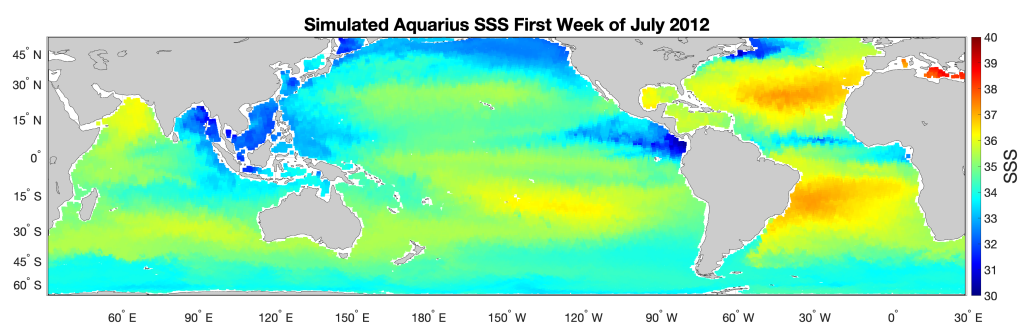 Simulated Aquarius SSS First Week of July 2012
45° N
30° N
15° N
0°
15° S
30° S
45° S
60° S
60° E 90° E 120° E 150° E 180° E 150° W 120° W 90° W 60° W 30° W 0° 30° E
40
39
38
37
36
35
34
33
32
31
30
SSS